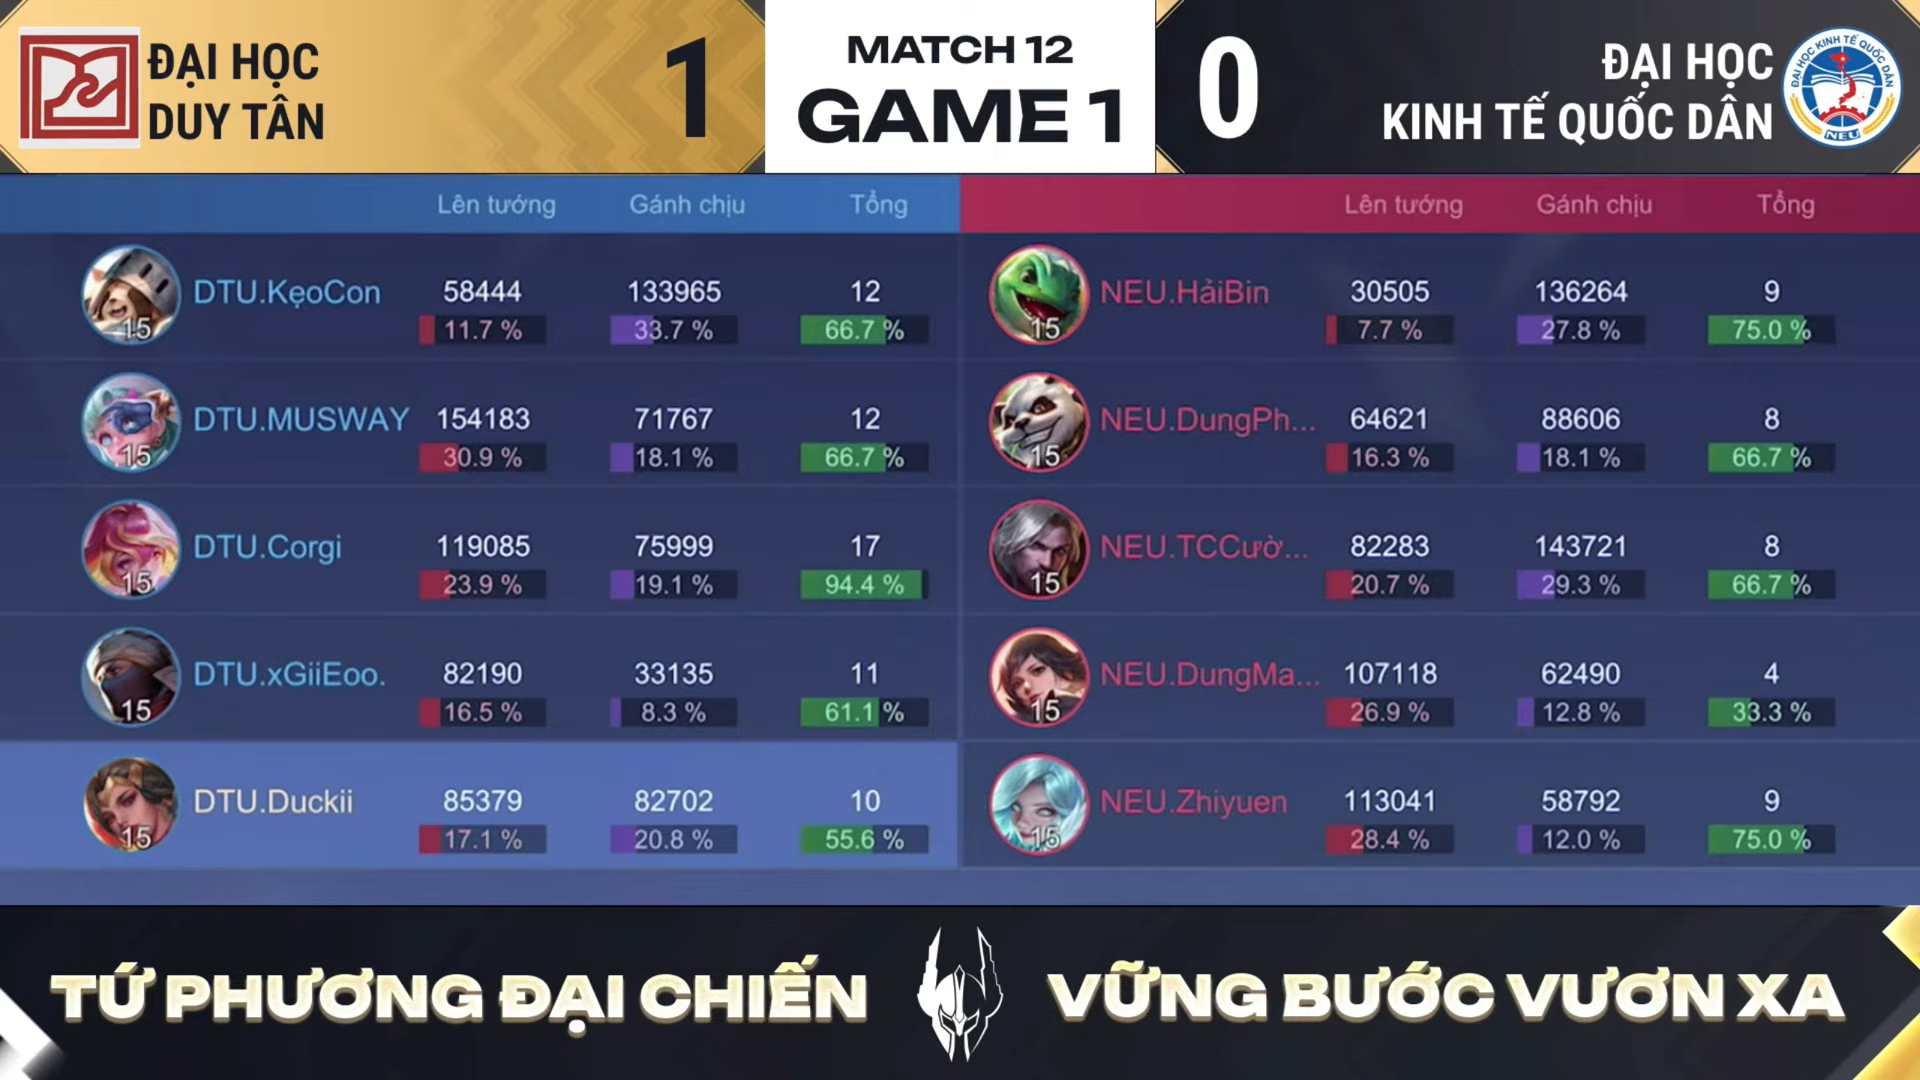 ĐẠI HỌC
DUY TÂN
1
MATCH 12
GAME 1
0
ĐẠI HỌC
KINH TẾ QUỐC DÂN
ĐẠI HỌC KINH TẾ QUỐC DÂN
NEU
Lên tướng Gánh chịu Tổng
Lên tướng Gánh chịu Tổng
15 DTU.KẹoCon 58444 133965 12
11.7 % 33.7 % 66.7 %
15 DTU.MUSWAY 154183 71767 12
30.9 % 18.1 % 66.7 %
15 DTU.Corgi 119085 75999 17
23.9 % 19.1 % 94.4 %
15 DTU.xGiiEoo. 82190 33135 11
16.5 % 8.3 % 61.1 %
15 DTU.Duckii 85379 82702 10
17.1 % 20.8 % 55.6 %
15 NEU.HảiBin 30505 136264 9
7.7 % 27.8 % 75.0 %
15 NEU.DungPh... 64621 88606 8
16.3 % 18.1 % 66.7 %
15 NEU.TCCườ... 82283 143721 8
20.7 % 29.3 % 66.7 %
15 NEU.DungMa... 107118 62490 4
26.9 % 12.8 % 33.3 %
15 NEU.Zhiyuen 113041 58792 9
28.4 % 12.0 % 75.0 %
TỨ PHƯƠNG ĐẠI CHIẾN
VỮNG BƯỚC VƯƠN XA